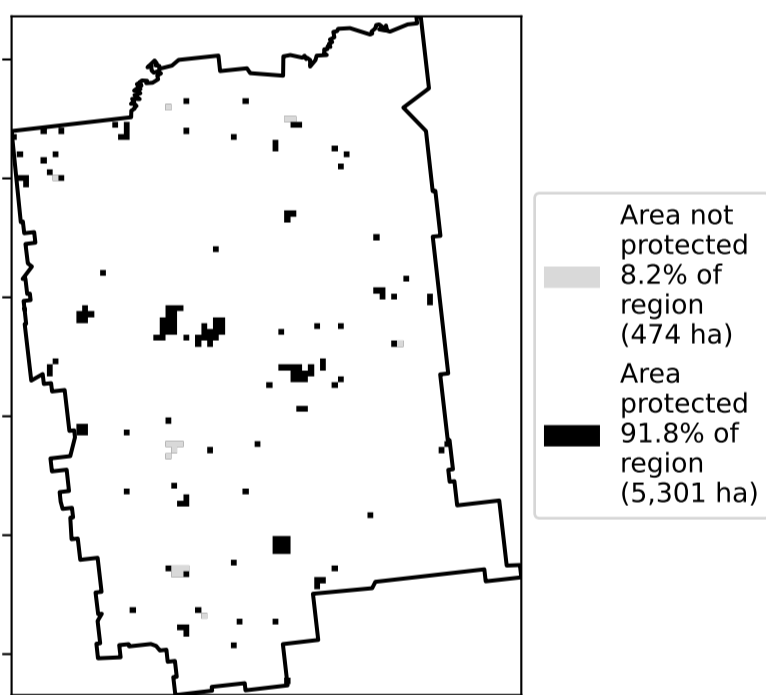 Area not
protected
8.2% of
region
(474 ha)
Area
protected
91.8% of
region
(5,301 ha)